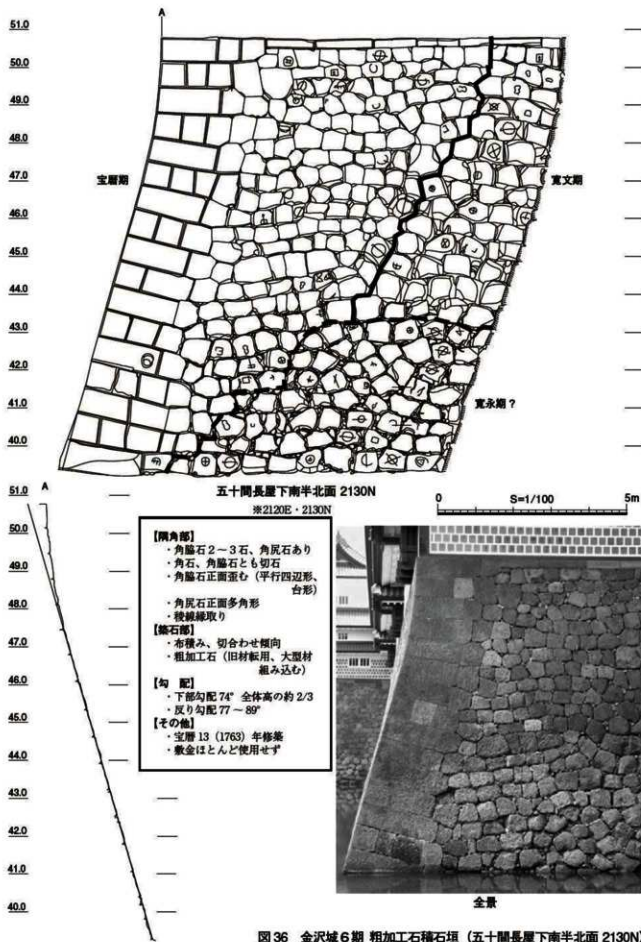 A
51.0
50.0
49.0
48.0
47.0
46.0
45.0
44.0
43.0
42.0
41.0
40.0
宝暦期
寛文期
寛永期?
五十間長屋下南半北面 2130N
※2120E・2130N
0 S=1/100 5m
A
51.0
50.0
49.0
48.0
47.0
46.0
45.0
44.0
43.0
42.0
41.0
40.0
【隅角部】
・角脇石2～3石、角尻石あり
・角石、角脇石とも切石
・角脇石正面歪む(平行四辺形、
台形)
・角尻石正面多角形
・稜線縁取り
【築石部】
・布積み、切合わせ傾向
・粗加工石(旧材転用、大型材
組み込む)
【勾 配】
・下部勾配 74° 全体高の約 2/3
・反り勾配 77～89°
【その他】
・宝暦 13 (1763) 年修築
・敷金ほとんど使用せず
全景
図36 金沢城6期 粗加工石積石垣(五十間長屋下南半北面 2130N)